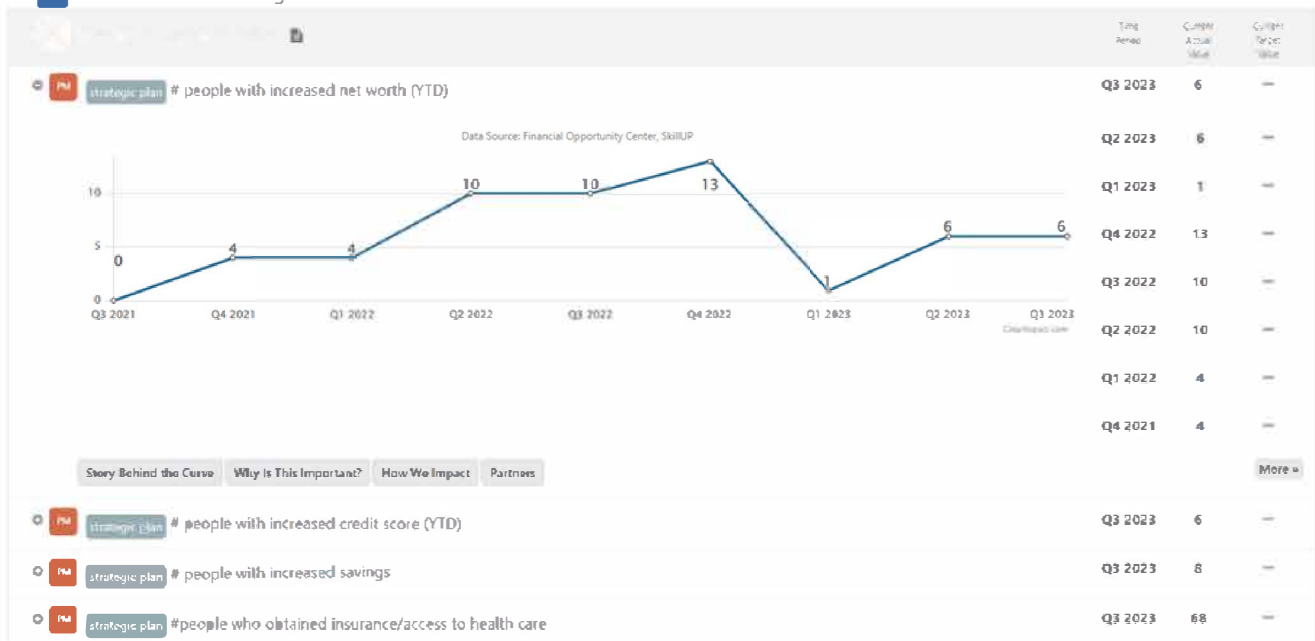 Time Period
Current Actual Value
Current Target Value
PM strategic plan # people with increased net worth (YTD) Q3 2023 6 —
Data Source: Financial Opportunity Center, SkillUP
Q2 2023 6 —
Q1 2023 1 —
Q4 2022 13 —
Q3 2022 10 —
Q2 2022 10 —
Q1 2022 4 —
Q4 2021 4 —
10
5
0
0 4 4 10 10 13 1 6 6
Q3 2021 Q4 2021 Q1 2022 Q2 2022 Q3 2022 Q4 2022 Q1 2023 Q2 2023 Q3 2023
Story Behind the Curve Why Is This Important? How We Impact Partners More »
PM strategic plan # people with increased credit score (YTD) Q3 2023 6 —
PM strategic plan # people with increased savings Q3 2023 8 —
PM strategic plan #people who obtained insurance/access to health care Q3 2023 68 —